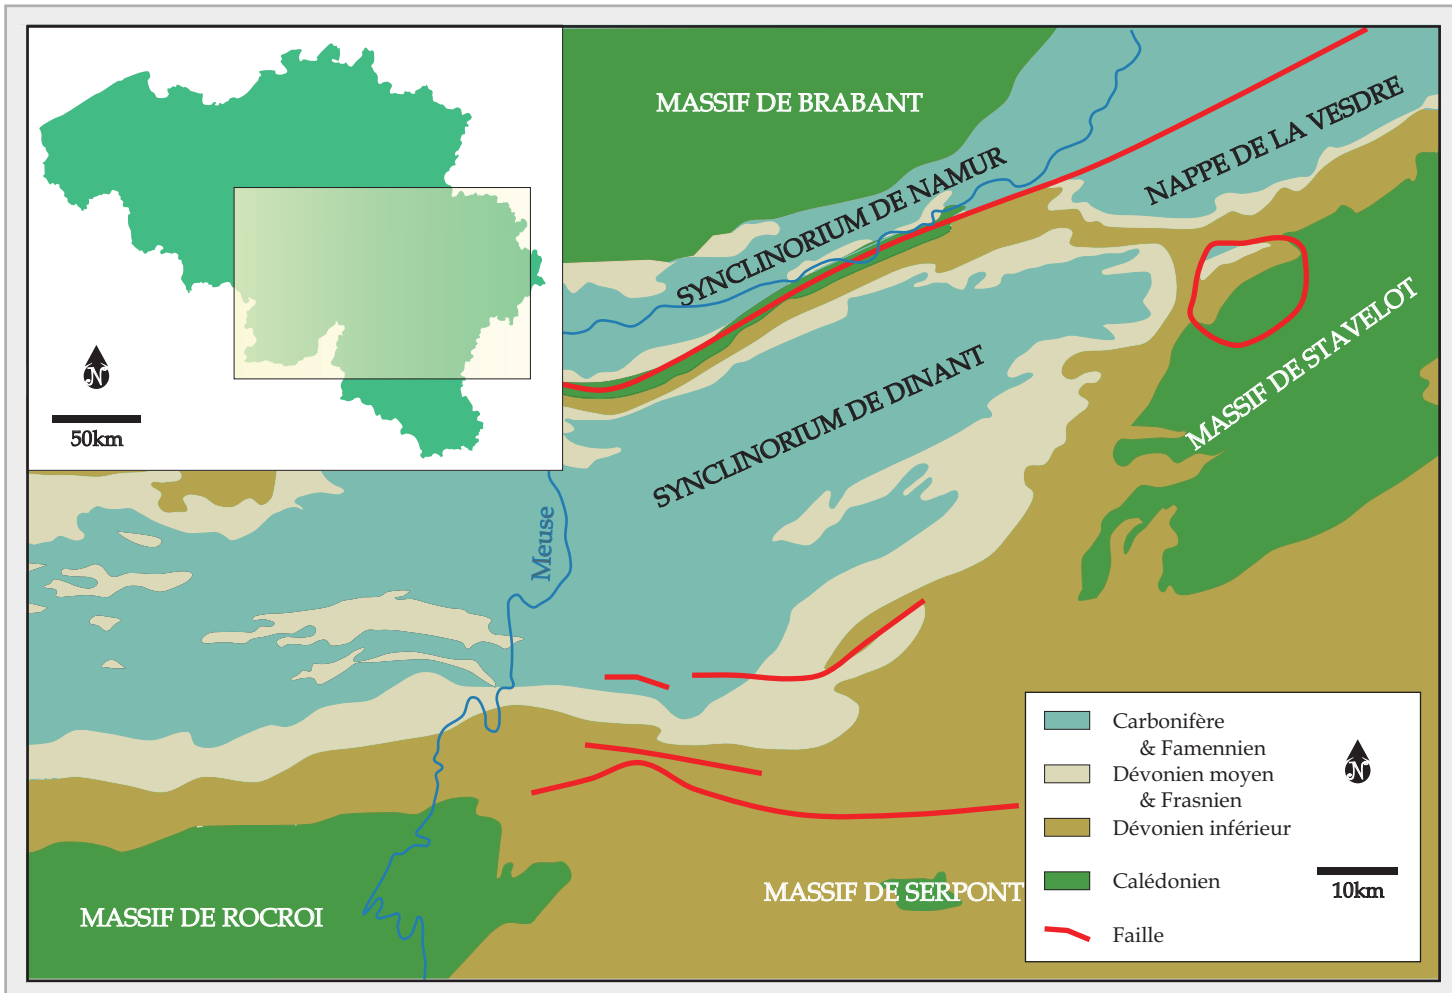 MASSIF DE BRABANT
NAPPE DE LA VESDRE
SYNCLINORIUM DE NAMUR
N
50km
SYNCLINORIUM DE DINANT
MASSIF DE STAVELOT
Meuse
MASSIF DE ROCROI
MASSIF DE SERPONT
Carbonifère
& Famennien
Dévonien moyen
& Frasnien
Dévonien inférieur
Calédonien
Faille
N
10km